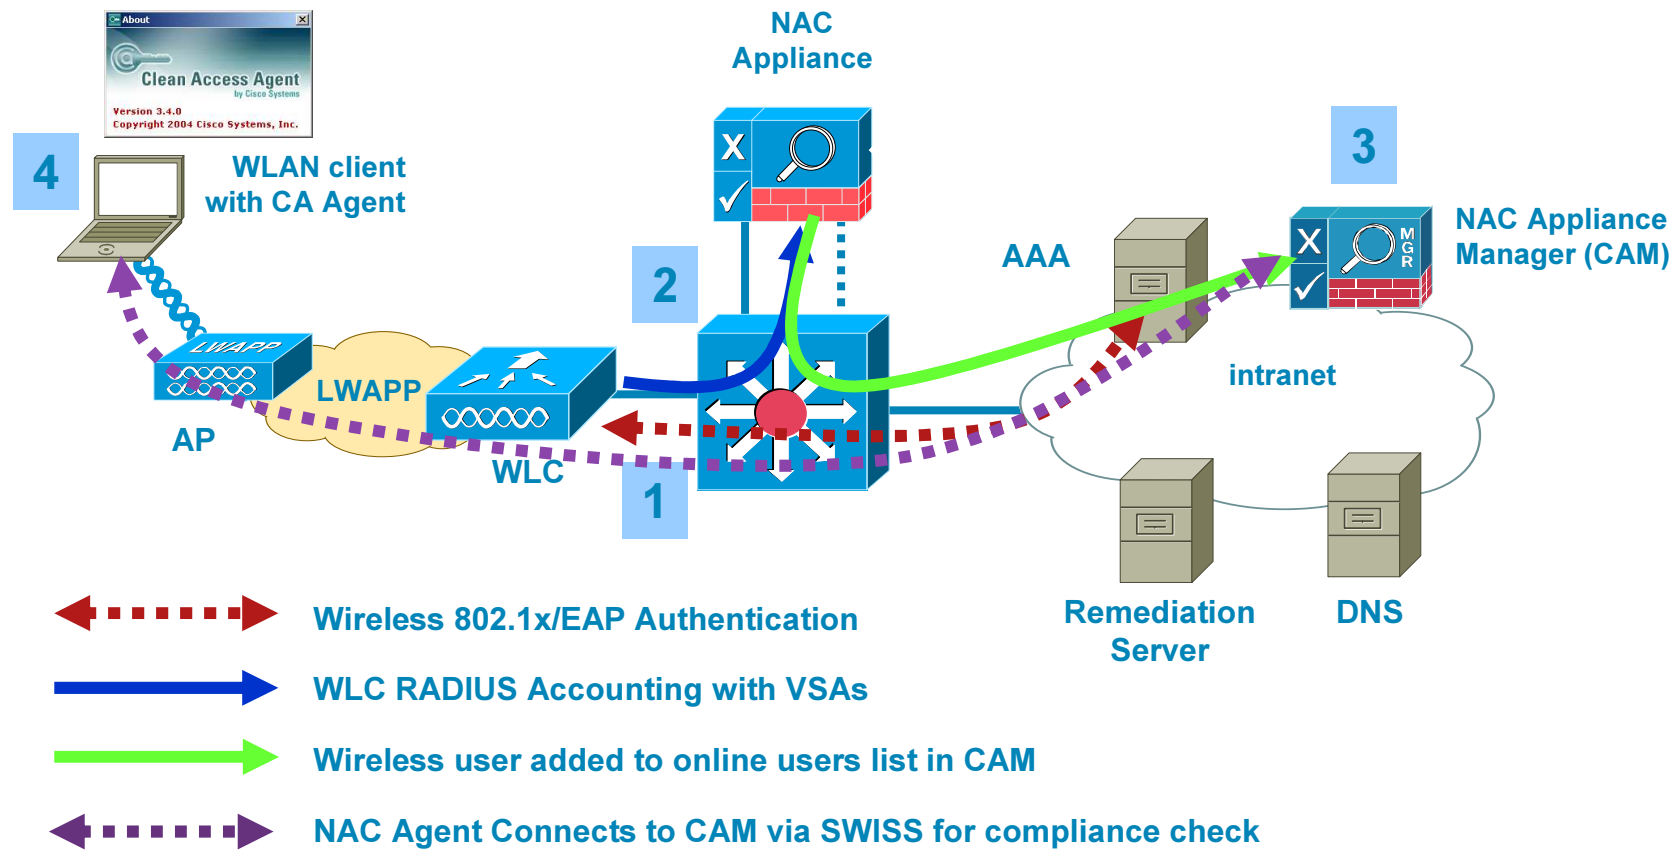 About
Clean Access Agent
by Cisco Systems
Version 3.4.0
Copyright 2004 Cisco Systems, Inc.
NAC
Appliance
4
WLAN client
with CA Agent
3
NAC Appliance
Manager (CAM)
X
X
MGR
AAA
2
LWAPP
LWAPP
intranet
AP
WLC
1
Remediation
Server
DNS
Wireless 802.1x/EAP Authentication
WLC RADIUS Accounting with VSAs
Wireless user added to online users list in CAM
NAC Agent Connects to CAM via SWISS for compliance check